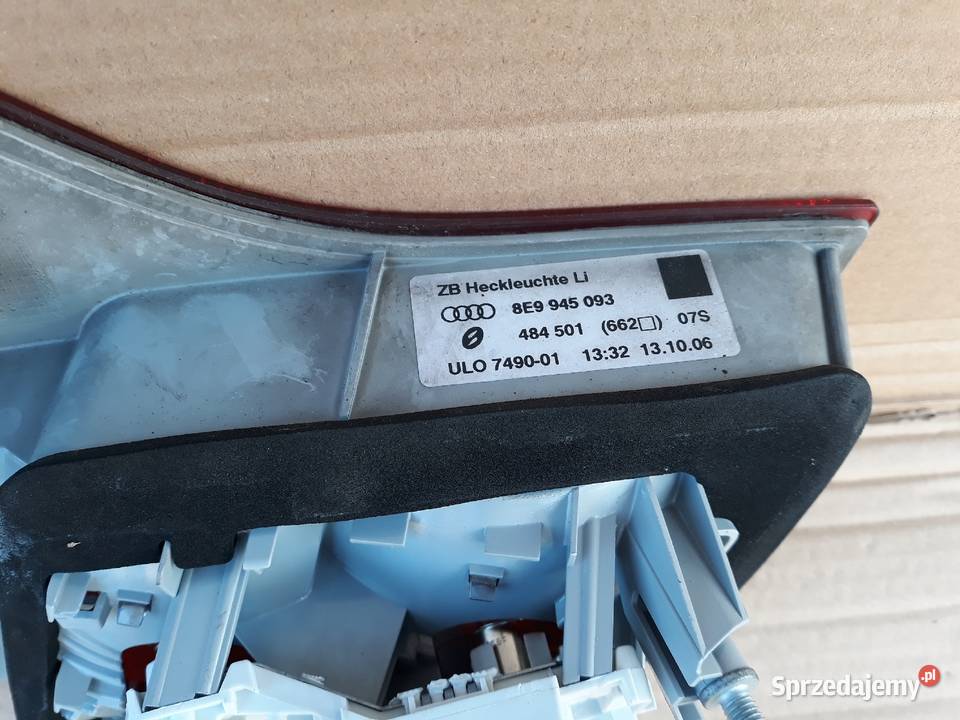 ZB Heckleuchte Li
8E9 945 093
484 501 (662□) 07S
ULO 7490-01 13:32 13.10.06
Sprzedajemy.pl